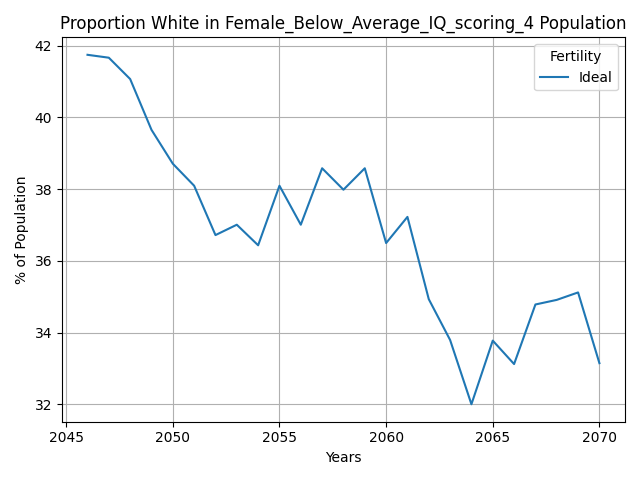 Proportion White in Female_Below_Average_IQ_scoring_4 Population
Fertility
Ideal
% of Population
42
40
38
36
34
32
2045 2050 2055 2060 2065 2070
Years